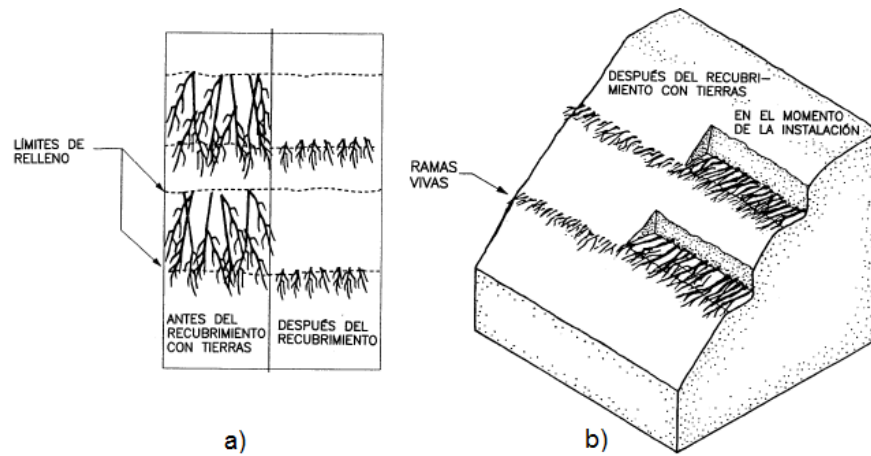 LÍMITES DE
RELLENO
ANTES DEL
RECUBRIMIENTO
CON TIERRAS
DESPUÉS DEL
RECUBRIMIENTO
a)
DESPUÉS DEL RECUBRI-
MIENTO CON TIERRAS
EN EL MOMENTO
DE LA INSTALACIÓN
RAMAS
VIVAS
b)